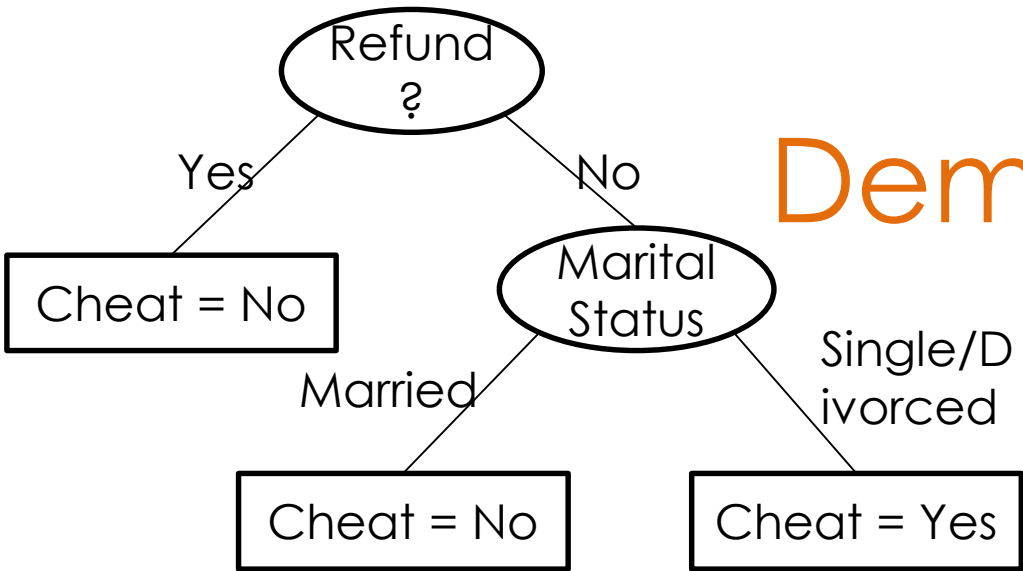 Refund
?
Yes
No
Dem
Cheat = No
Marital
Status
Married
Single/D
ivorced
Cheat = No
Cheat = Yes